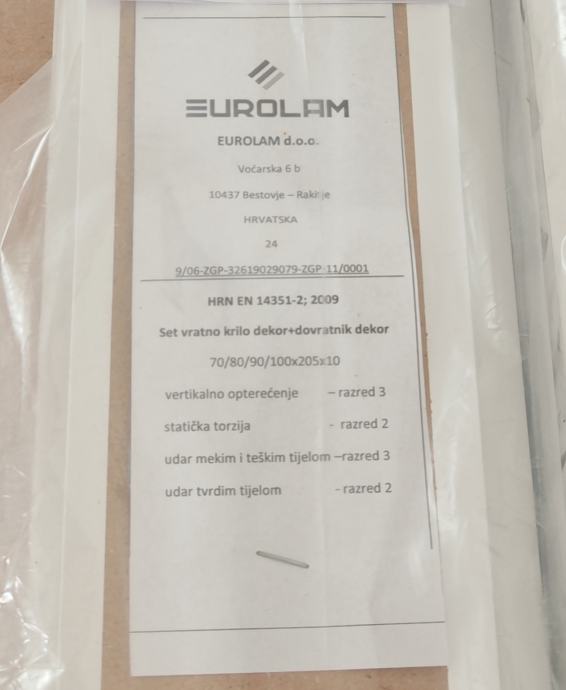 EUROLAM
EUROLAM d.o.o.
Voćarska 6 b
10437 Bestovje – Rakitje
HRVATSKA
24
9/06-ZGP-32619029079-ZGP 11/0001
HRN EN 14351-2; 2009
Set vratno krilo dekor+dovratnik dekor
70/80/90/100x205x10
vertikalno opterećenje – razred 3
statička torzija - razred 2
udar mekim i teškim tijelom –razred 3
udar tvrdim tijelom - razred 2